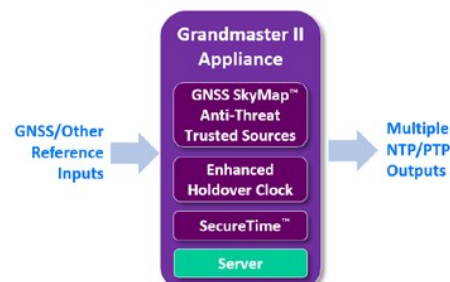 Grandmaster II
Appliance
GNSS SkyMap™
Anti-Threat
Trusted Sources
GNSS/Other
Reference
Inputs
Multiple
NTP/PTP
Outputs
Enhanced
Holdover Clock
SecureTime™
Server